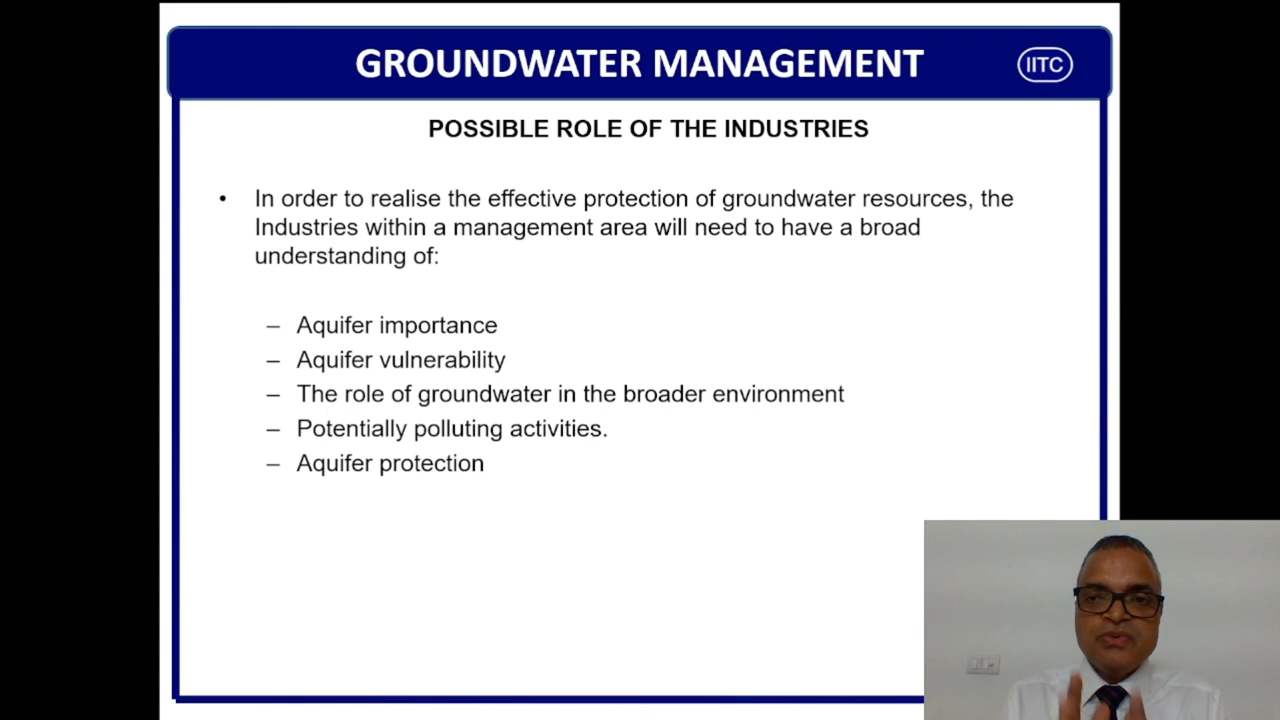 GROUNDWATER MANAGEMENT
IITC
POSSIBLE ROLE OF THE INDUSTRIES
• In order to realise the effective protection of groundwater resources, the
Industries within a management area will need to have a broad
understanding of:
– Aquifer importance
– Aquifer vulnerability
– The role of groundwater in the broader environment
– Potentially polluting activities.
– Aquifer protection